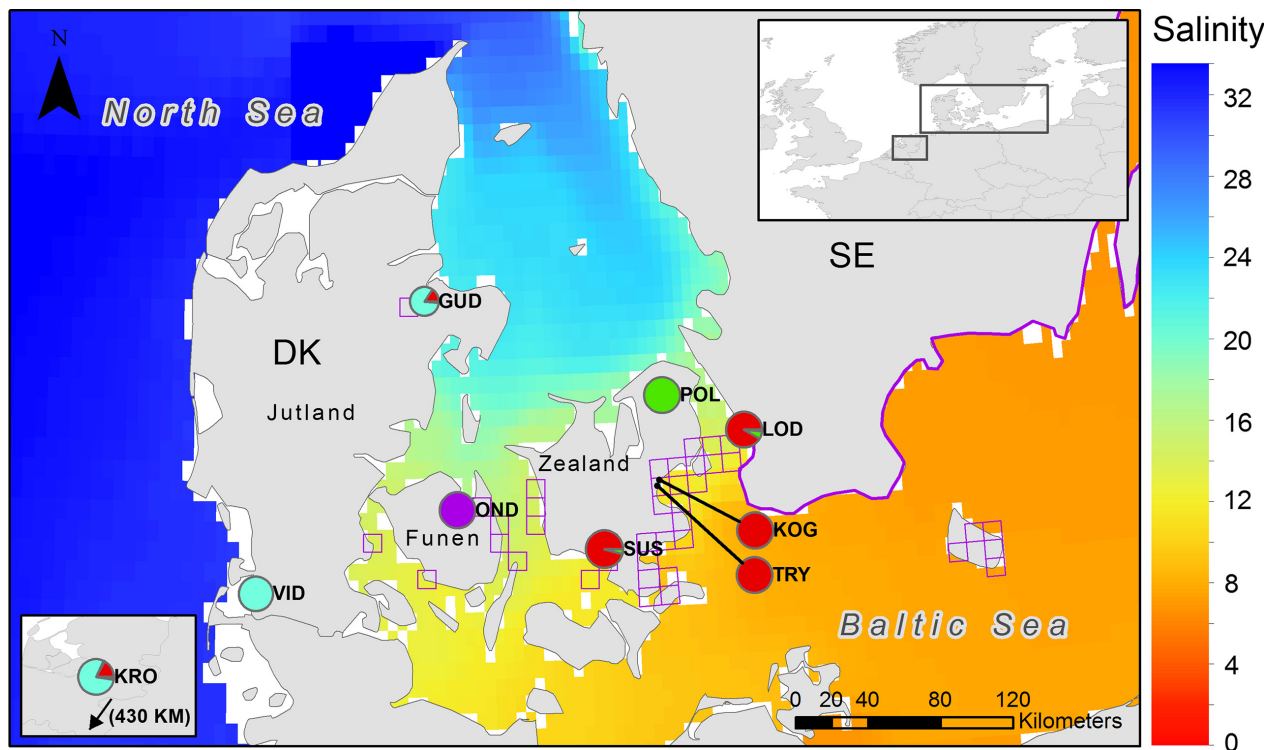 Salinity
N
North Sea
32
28
24
20
16
12
8
4
0
SE
GUD
DK
Jutland
POL
LOD
Zealand
OND
Funen
KOG
SUS
TRY
VID
Baltic Sea
KRO
(430 KM)
0 20 40 80 120
Kilometers